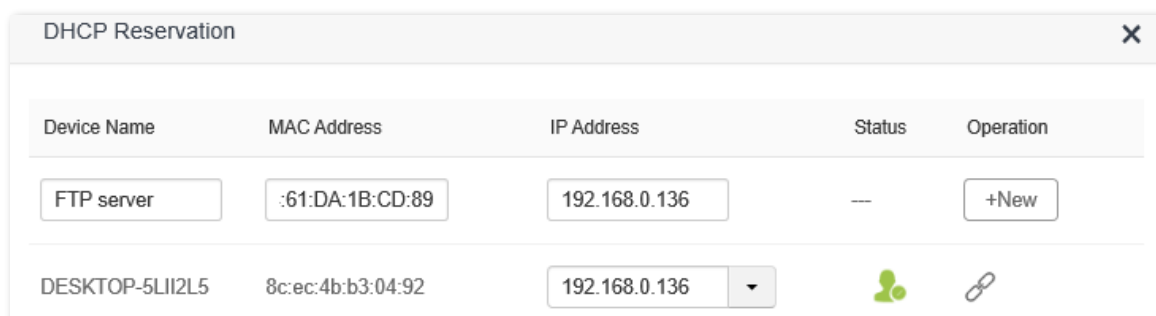 DHCP Reservation
Device Name MAC Address IP Address Status Operation
FTP server :61:DA:1B:CD:89 192.168.0.136 --- +New
DESKTOP-5LII2L5 8c:ec:4b:b3:04:92 192.168.0.136